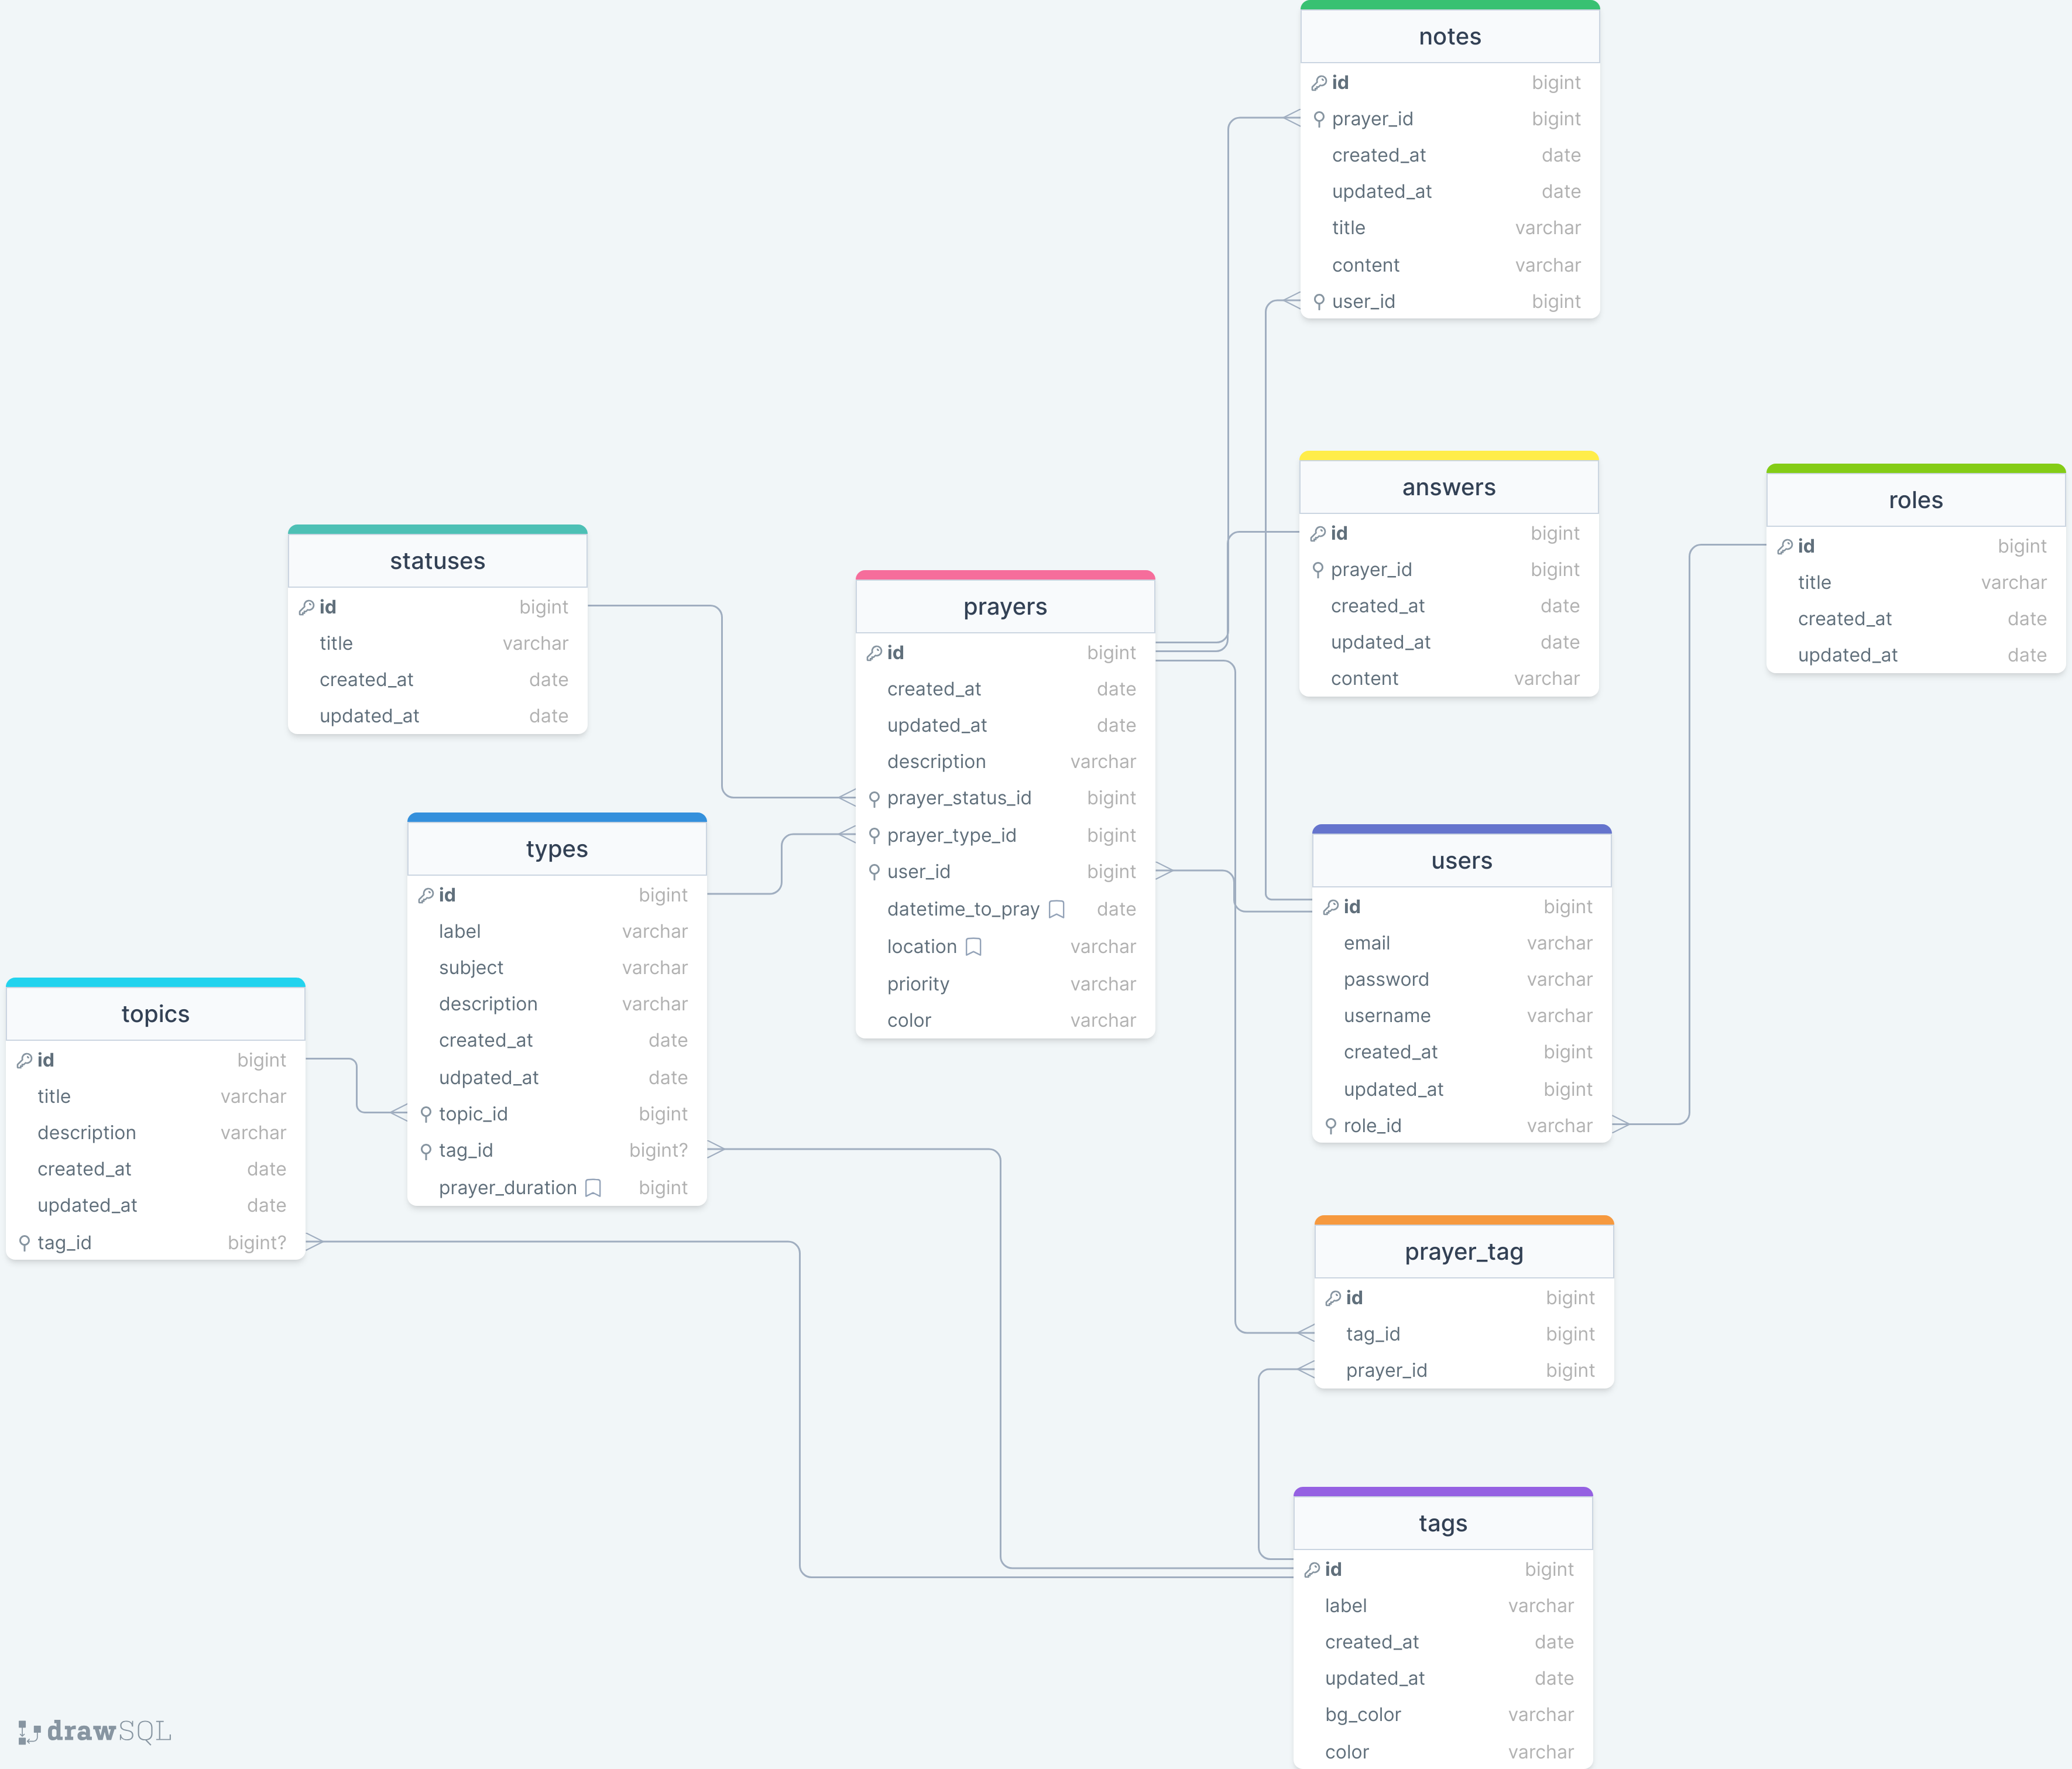 notes
id bigint
prayer_id bigint
created_at date
updated_at date
title varchar
content varchar
user_id bigint
answers
id bigint
prayer_id bigint
created_at date
updated_at date
content varchar
roles
id bigint
title varchar
created_at date
updated_at date
statuses
id bigint
title varchar
created_at date
updated_at date
prayers
id bigint
created_at date
updated_at date
description varchar
prayer_status_id bigint
prayer_type_id bigint
user_id bigint
datetime_to_pray date
location varchar
priority varchar
color varchar
types
id bigint
label varchar
subject varchar
description varchar
created_at date
udpated_at date
topic_id bigint
tag_id bigint?
prayer_duration bigint
users
id bigint
email varchar
password varchar
username varchar
created_at bigint
updated_at bigint
role_id varchar
topics
id bigint
title varchar
description varchar
created_at date
updated_at date
tag_id bigint?
prayer_tag
id bigint
tag_id bigint
prayer_id bigint
tags
id bigint
label varchar
created_at date
updated_at date
bg_color varchar
color varchar
drawSQL